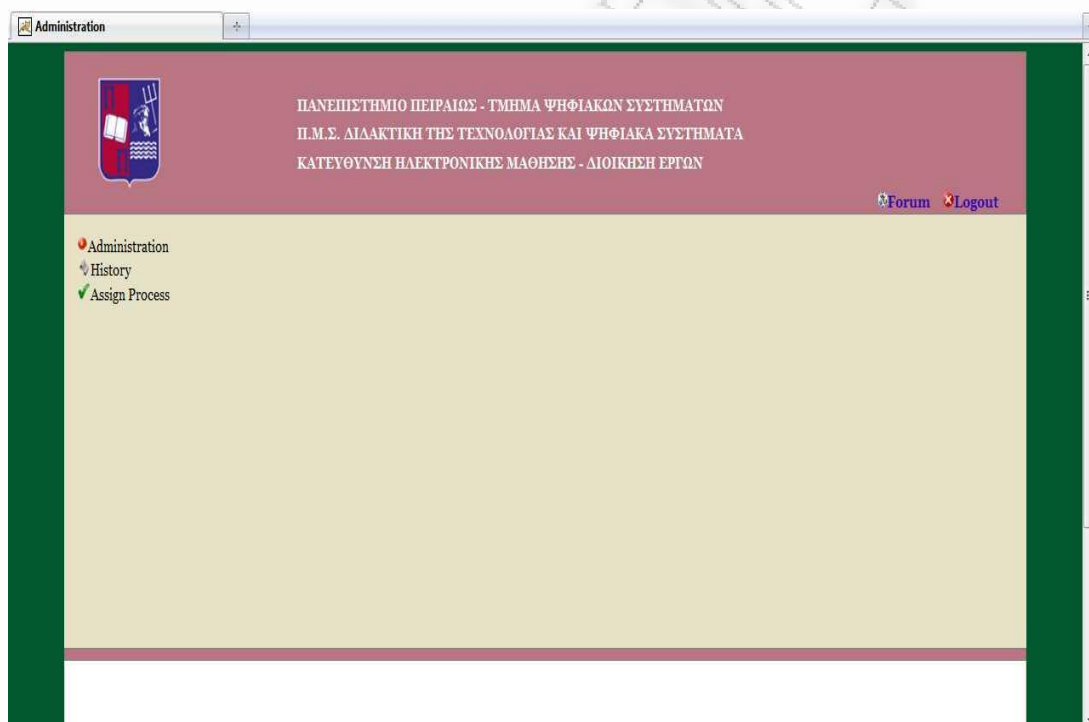 Administration
ΠΑΝΕΠΙΣΤΗΜΙΟ ΠΕΙΡΑΙΩΣ - ΤΜΗΜΑ ΨΗΦΙΑΚΩΝ ΣΥΣΤΗΜΑΤΩΝ
Π.Μ.Σ. ΔΙΔΑΚΤΙΚΗ ΤΗΣ ΤΕΧΝΟΛΟΓΙΑΣ ΚΑΙ ΨΗΦΙΑΚΑ ΣΥΣΤΗΜΑΤΑ
ΚΑΤΕΥΘΥΝΣΗ ΗΛΕΚΤΡΟΝΙΚΗΣ ΜΑΘΗΣΗΣ - ΔΙΟΙΚΗΣΗ ΕΡΓΩΝ
Forum Logout
Administration
History
Assign Process